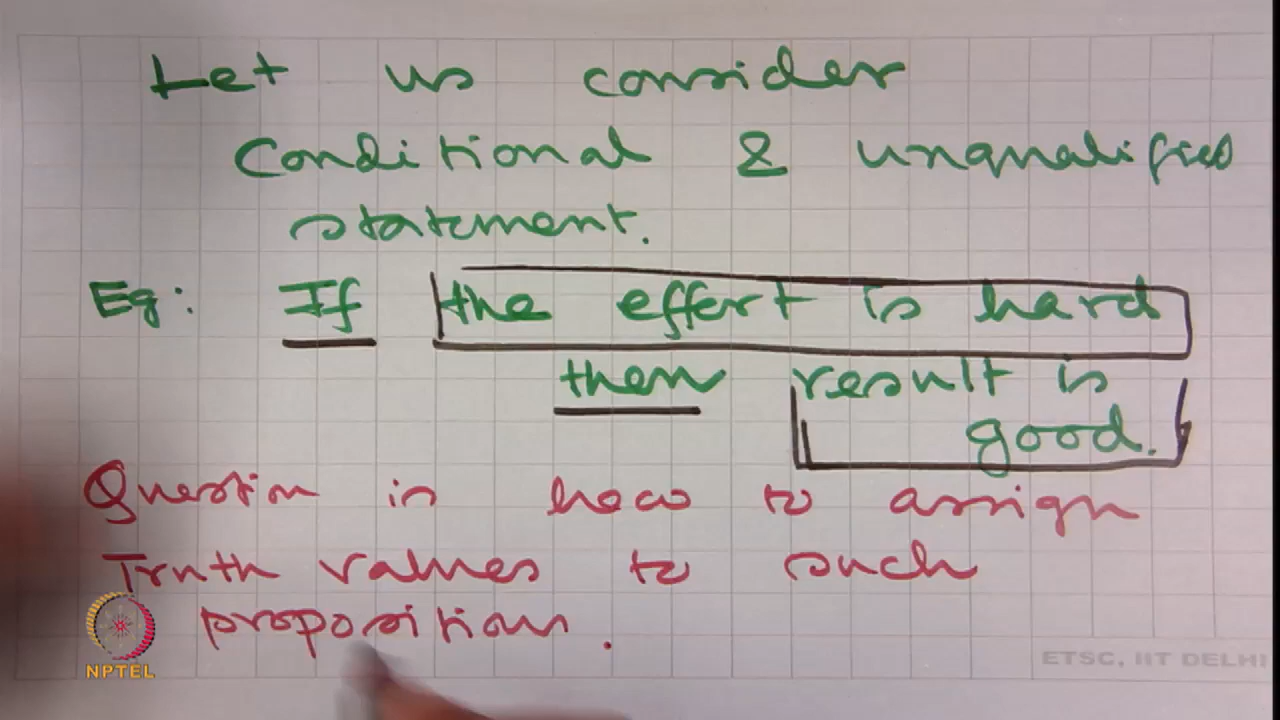 Let us consider
Conditional & unqualified
statement.
Eg: If the effort is hard
then result is
good.
Question is how to assign
Truth values to such
propositions.
NPTEL
ETSC, IIT DELHI